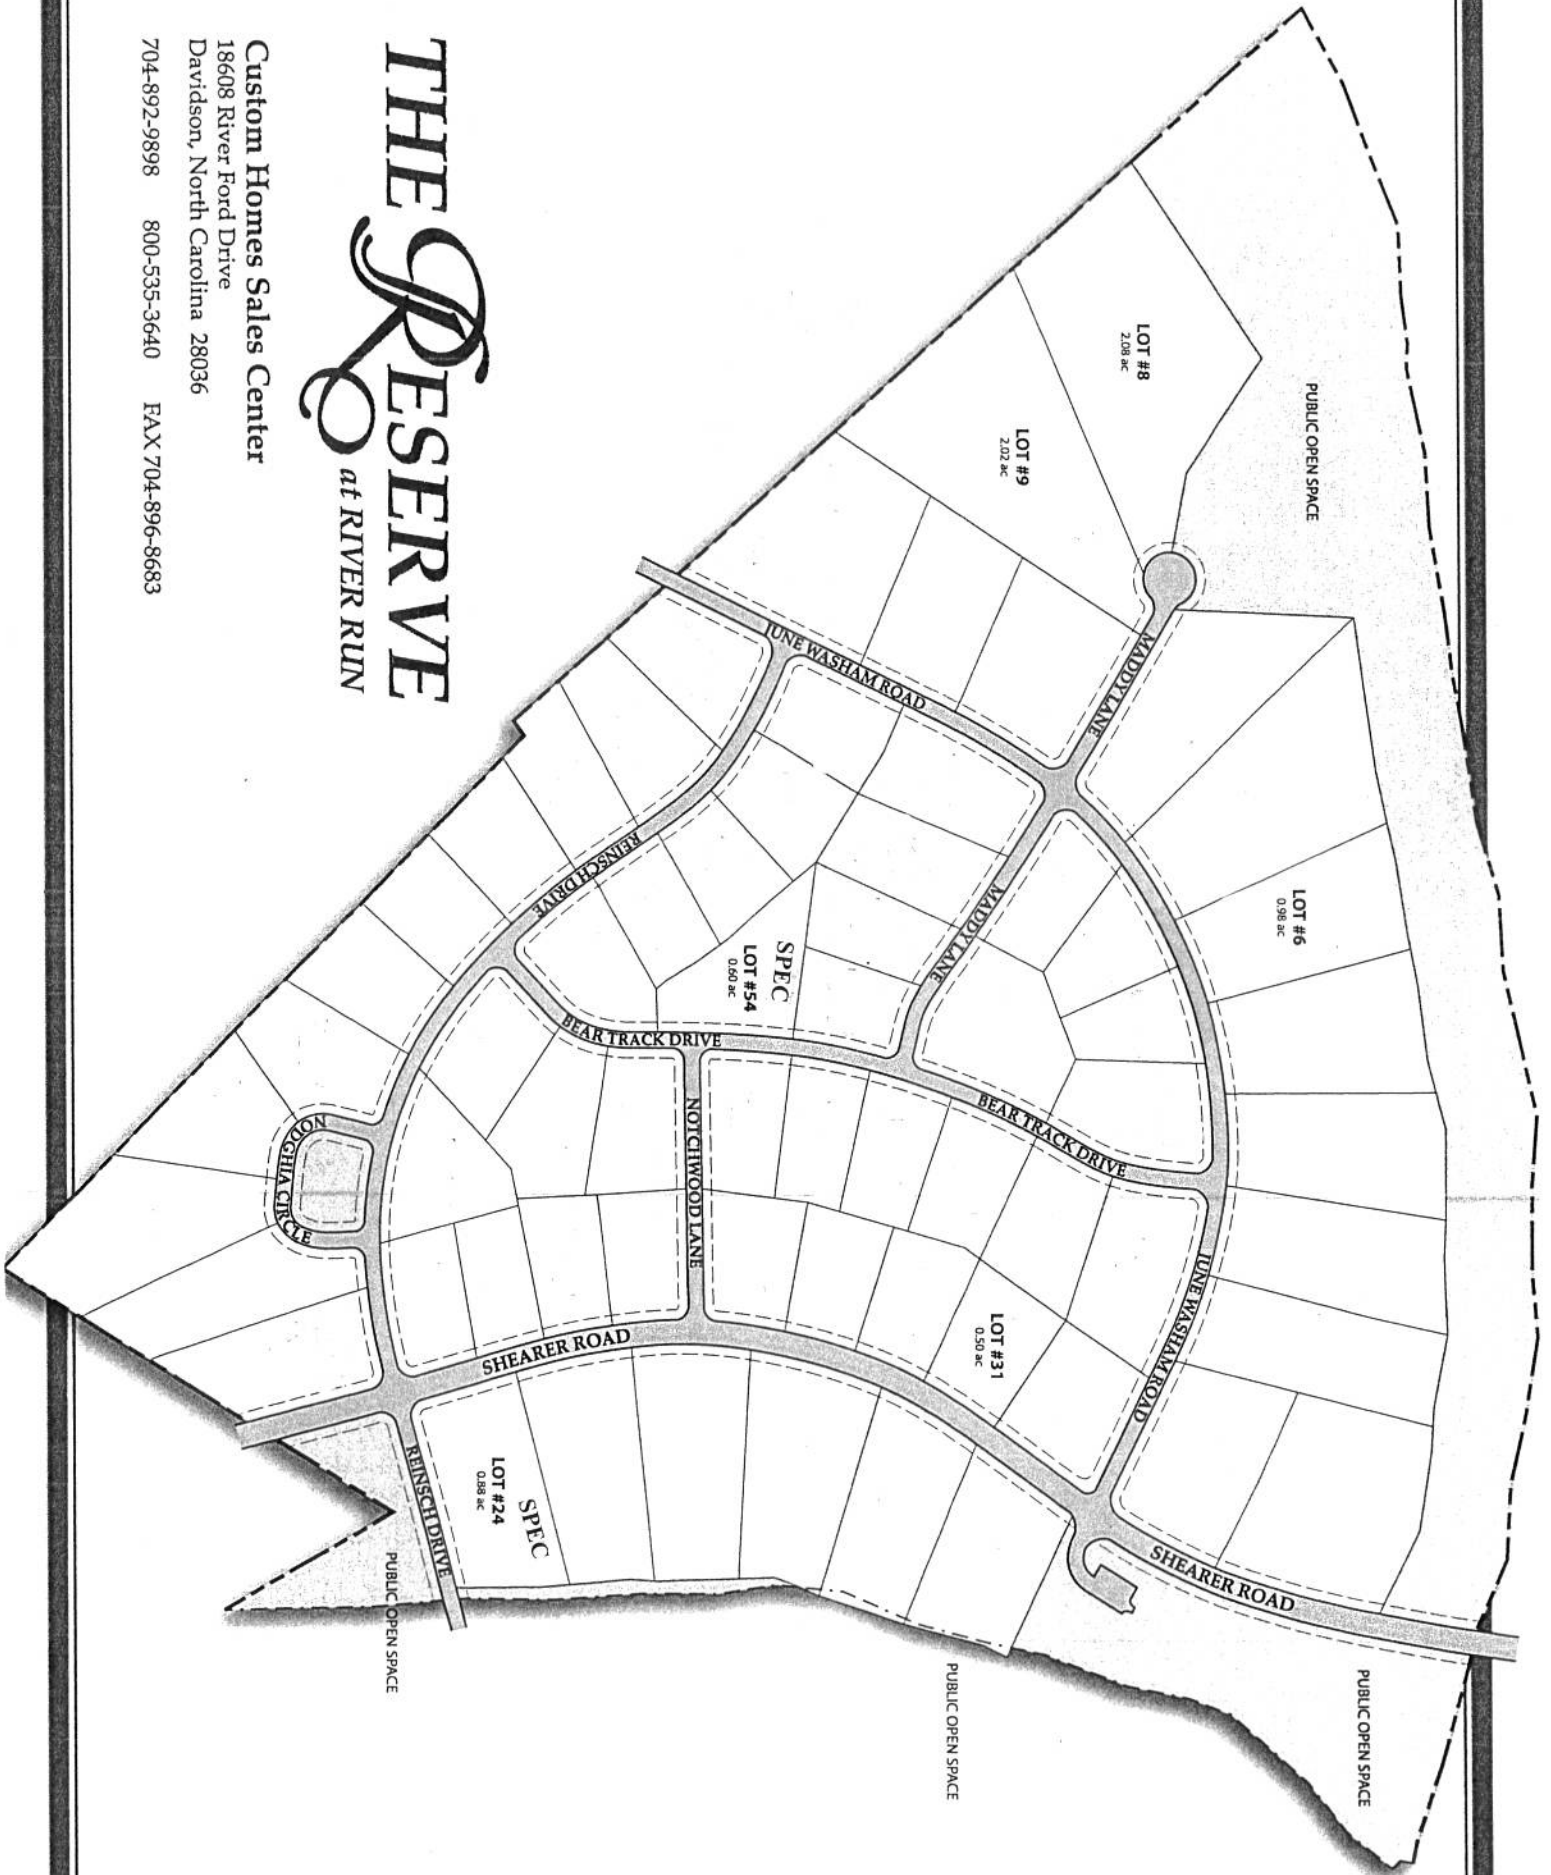 THE RESERVE
at RIVER RUN
Custom Homes Sales Center
18608 River Ford Drive
Davidson, North Carolina 28036
704-892-9898 800-535-3640 FAX 704-896-8683
PUBLIC OPEN SPACE
LOT #8
2.08 ac
LOT #9
2.02 ac
MADDY LANE
JUNE WASHAM ROAD
LOT #6
0.98 ac
REINSCH DRIVE
MADDY LANE
SPEC
LOT #54
0.60 ac
BEAR TRACK DRIVE
BEAR TRACK DRIVE
NOTCHWOOD LANE
NODGHIA CIRCLE
JUNE WASHAM ROAD
LOT #31
0.50 ac
SHEARER ROAD
SHEARER ROAD
SPEC
LOT #24
0.88 ac
REINSCH DRIVE
PUBLIC OPEN SPACE
PUBLIC OPEN SPACE
PUBLIC OPEN SPACE